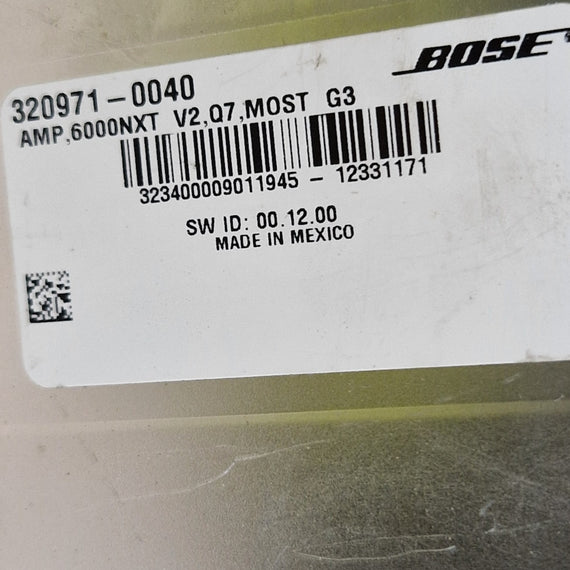 BOSE
320971-0040
AMP,6000NXT V2,Q7,MOST G3
323400009011945 - 12331171
SW ID: 00.12.00
MADE IN MEXICO